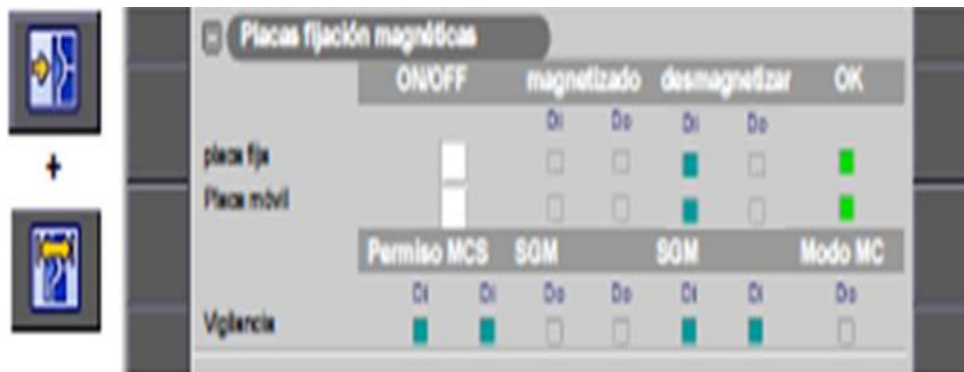 Placas fijación magnéticas
ON/OFF magnetizado desmagnetizar OK
Di Do Di Do
placa fija
Placa móvil
+
Permiso MCS SGM SGM Modo MC
Di Di Do Do Di Di Do
Vigilancia